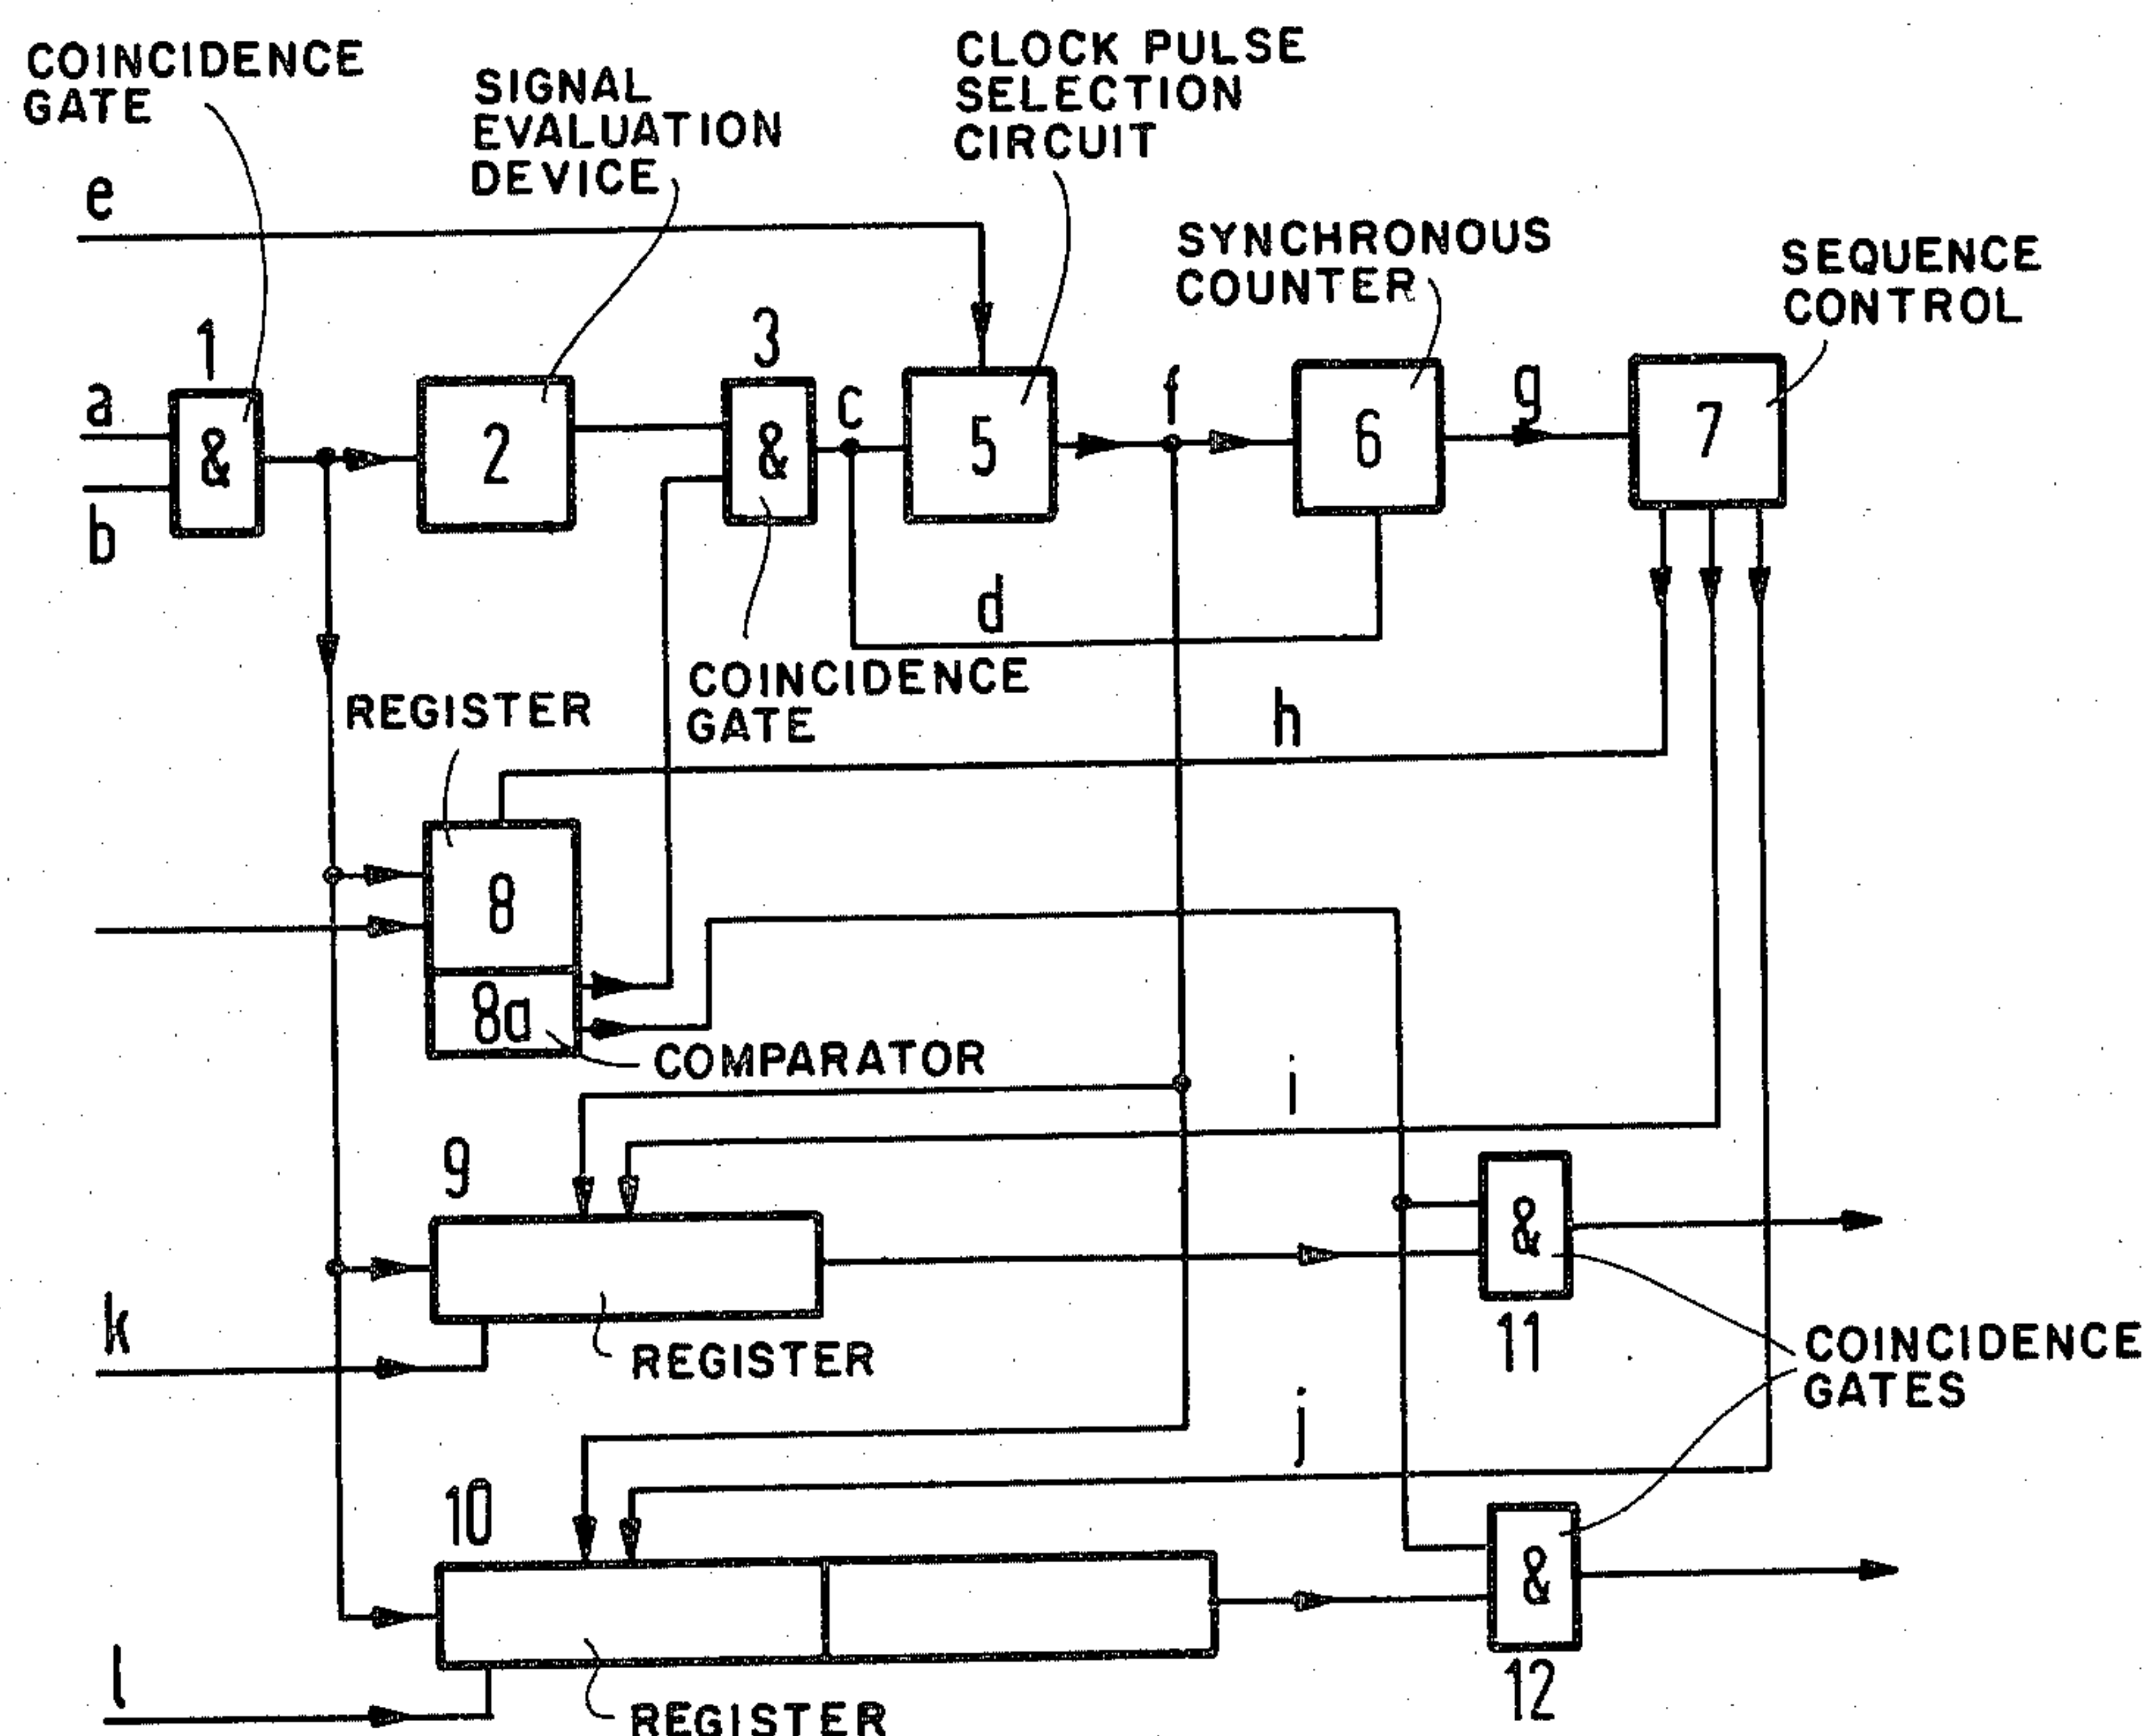 COINCIDENCE
GATE
SIGNAL
EVALUATION
DEVICE
CLOCK PULSE
SELECTION
CIRCUIT
SYNCHRONOUS
COUNTER
SEQUENCE
CONTROL
e
1
3
a
&
2
&
c
5
f
6
g
7
b
d
COINCIDENCE
GATE
REGISTER
h
8
8a
COMPARATOR
i
9
&
11
k
REGISTER
COINCIDENCE
GATES
j
10
&
12
l
REGISTER